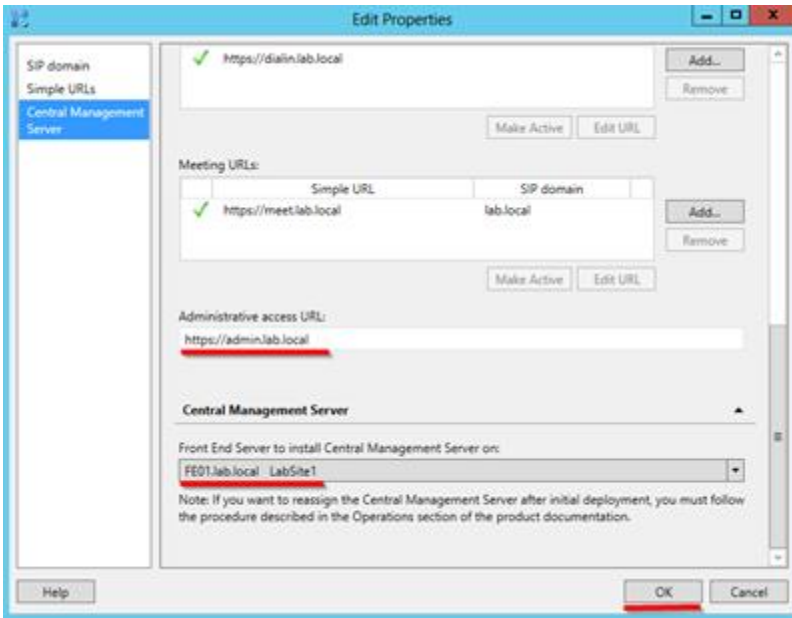 Edit Properties
SIP domain
Simple URLs
Central Management
Server
https://dialin.lab.local
Add...
Remove
Make Active
Edit URL
Meeting URLs:
Simple URL
SIP domain
https://meet.lab.local
lab.local
Add...
Remove
Make Active
Edit URL
Administrative access URL:
https://admin.lab.local
Central Management Server
Front End Server to install Central Management Server on:
FE01.lab.local LabSite1
Note: If you want to reassign the Central Management Server after initial deployment, you must follow
the procedure described in the Operations section of the product documentation.
Help
OK
Cancel